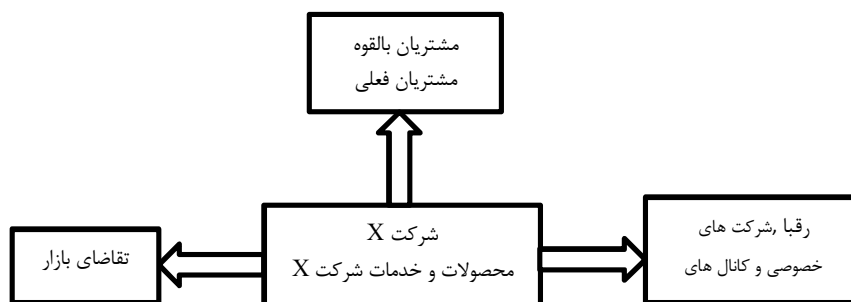 مشتریان بالقوه
مشتریان فعلی
رقبا ,شرکت های
خصوصی و کانال های
شرکت X
محصولات و خدمات شرکت X
تقاضای بازار